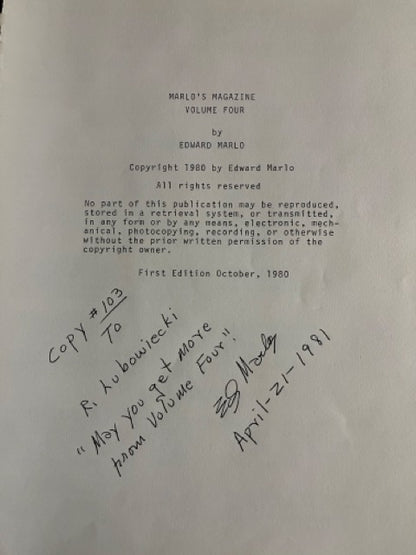 MARLO'S MAGAZINE
VOLUME FOUR
by
EDWARD MARLO
Copyright 1980 by Edward Marlo
All rights reserved
No part of this publication may be reproduced,
stored in a retrieval system, or transmitted,
in any form or by any means, electronic, mech-
anical, photocopying, recording, or otherwise
without the prior written permission of the
copyright owner.
First Edition October, 1980
Copy #103
To
R. Lubowiecki
"May you get more
from Volume Four"!
Ed Marlo
April-21-1981